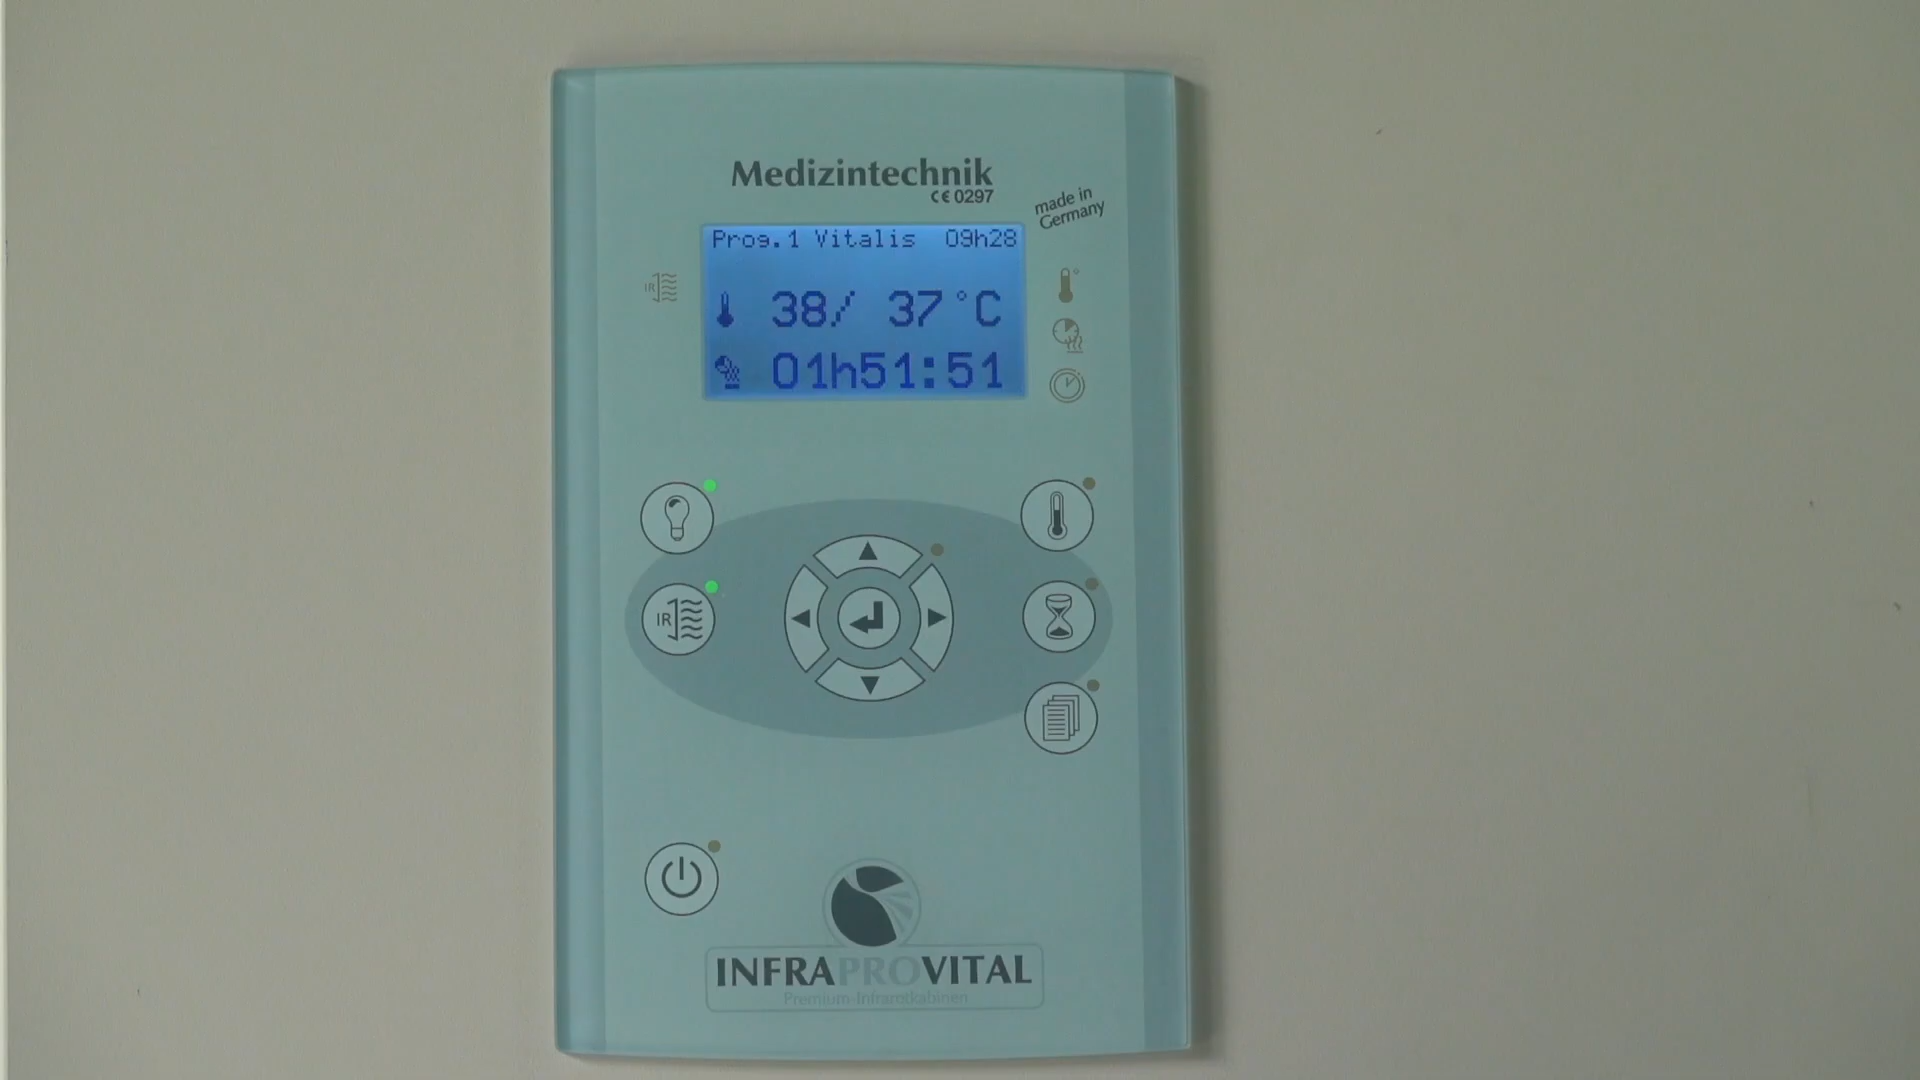 Medizintechnik
CE 0297
made in
Germany
Prog.1 Vitalis 09h28
IR
38/ 37°C
01h51:51
IR
INFRAPROVITAL
Premium-Infrarotkabinen